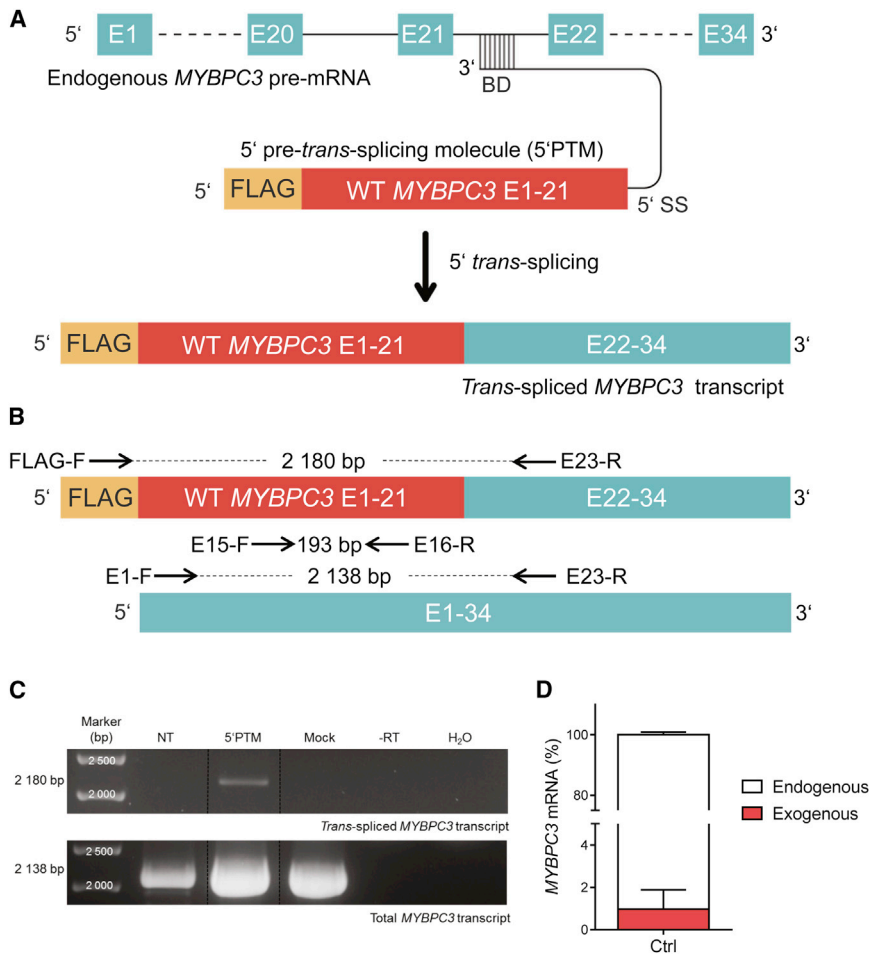 A
5‘ E1 E20 E21 E22 E34 3‘
Endogenous MYBPC3 pre-mRNA
3‘
BD
5‘ pre-trans-splicing molecule (5‘PTM)
5‘ FLAG WT MYBPC3 E1-21
5‘ SS
5‘ trans-splicing
5‘ FLAG WT MYBPC3 E1-21 E22-34 3‘
Trans-spliced MYBPC3 transcript
B
FLAG-F 2 180 bp E23-R
5‘ FLAG WT MYBPC3 E1-21 E22-34 3‘
E15-F 193 bp E16-R
E1-F 2 138 bp E23-R
5‘ E1-34 3‘
C
Marker
(bp)
NT 5‘PTM Mock -RT H₂O
2 500
2 180 bp
2 000
Trans-spliced MYBPC3 transcript
2 500
2 138 bp
2 000
Total MYBPC3 transcript
D
MYBPC3 mRNA (%)
100
80
4
2
0
Ctrl
Endogenous
Exogenous